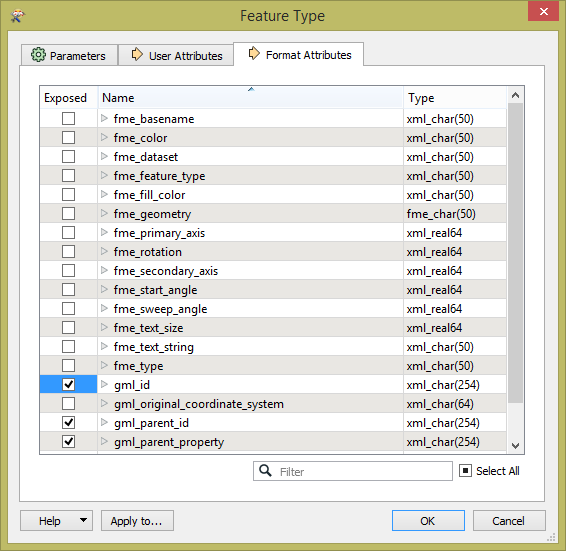 Feature Type
Parameters User Attributes Format Attributes
Exposed Name Type
fme_basename xml_char(50)
fme_color xml_char(50)
fme_dataset xml_char(50)
fme_feature_type xml_char(50)
fme_fill_color xml_char(50)
fme_geometry fme_char(50)
fme_primary_axis xml_real64
fme_rotation xml_real64
fme_secondary_axis xml_real64
fme_start_angle xml_real64
fme_sweep_angle xml_real64
fme_text_size xml_real64
fme_text_string xml_char(50)
fme_type xml_char(50)
gml_id xml_char(254)
gml_original_coordinate_system xml_char(64)
gml_parent_id xml_char(254)
gml_parent_property xml_char(254)
Filter Select All
Help Apply to... OK Cancel